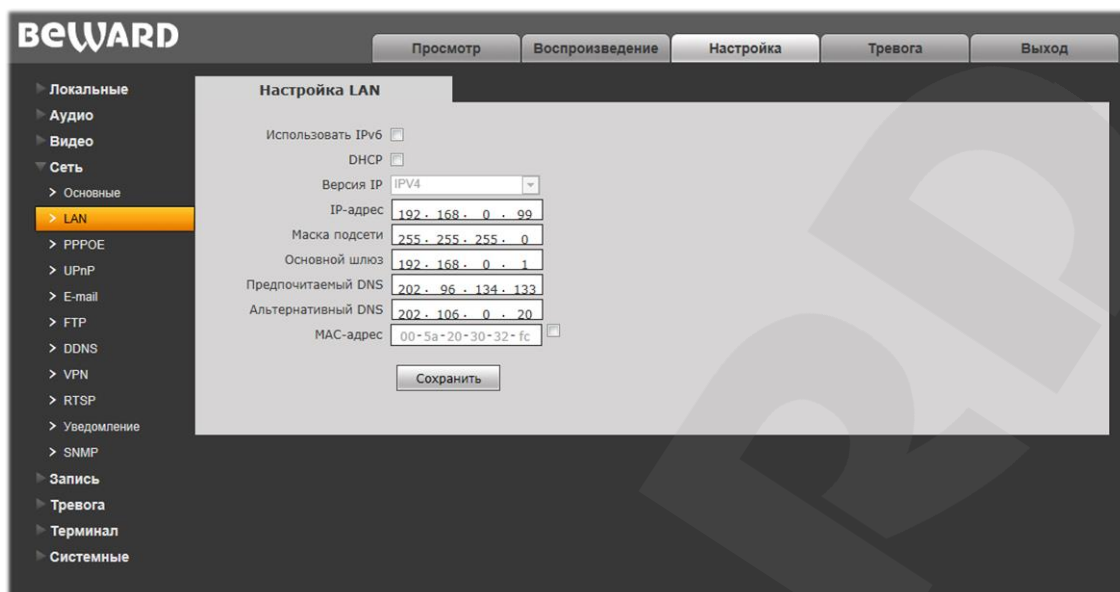 BEWARD
Просмотр Воспроизведение Настройка Тревога Выход
Локальные
Аудио
Видео
Сеть
> Основные
> LAN
> PPPOE
> UPnP
> E-mail
> FTP
> DDNS
> VPN
> RTSP
> Уведомление
> SNMP
Запись
Тревога
Терминал
Системные
Настройка LAN
Использовать IPv6
DHCP
Версия IP IPV4
IP-адрес 192 . 168 . 0 . 99
Маска подсети 255 . 255 . 255 . 0
Основной шлюз 192 . 168 . 0 . 1
Предпочитаемый DNS 202 . 96 . 134 . 133
Альтернативный DNS 202 . 106 . 0 . 20
MAC-адрес 00-5a-20-30-32-fc
Сохранить